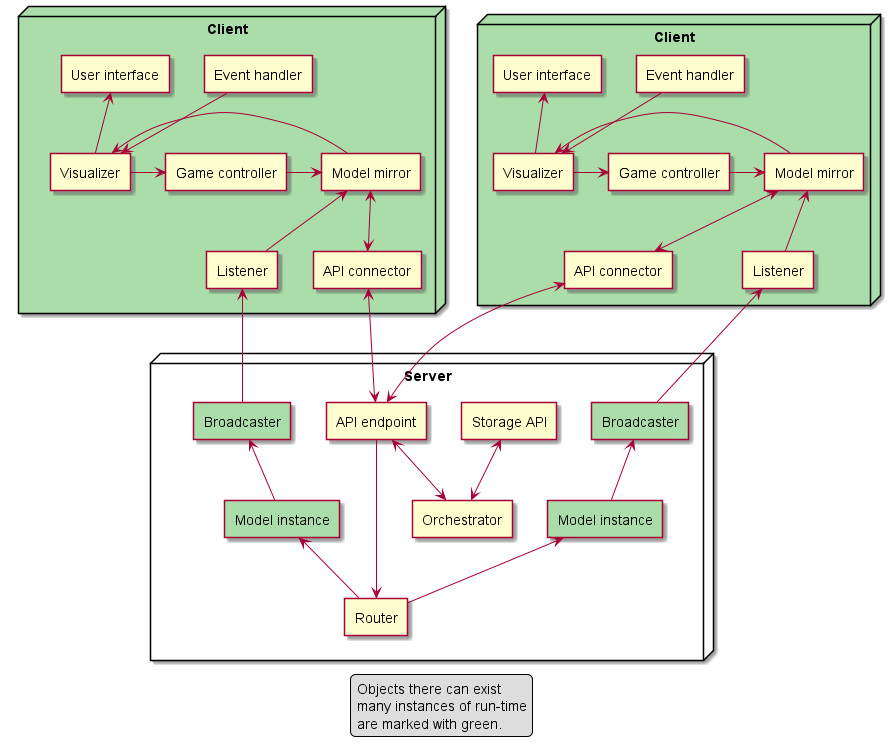 Client
User interface
Event handler
Visualizer
Game controller
Model mirror
Listener
API connector
Client
User interface
Event handler
Visualizer
Game controller
Model mirror
API connector
Listener
Server
Broadcaster
API endpoint
Storage API
Broadcaster
Model instance
Orchestrator
Model instance
Router
Objects there can exist
many instances of run-time
are marked with green.